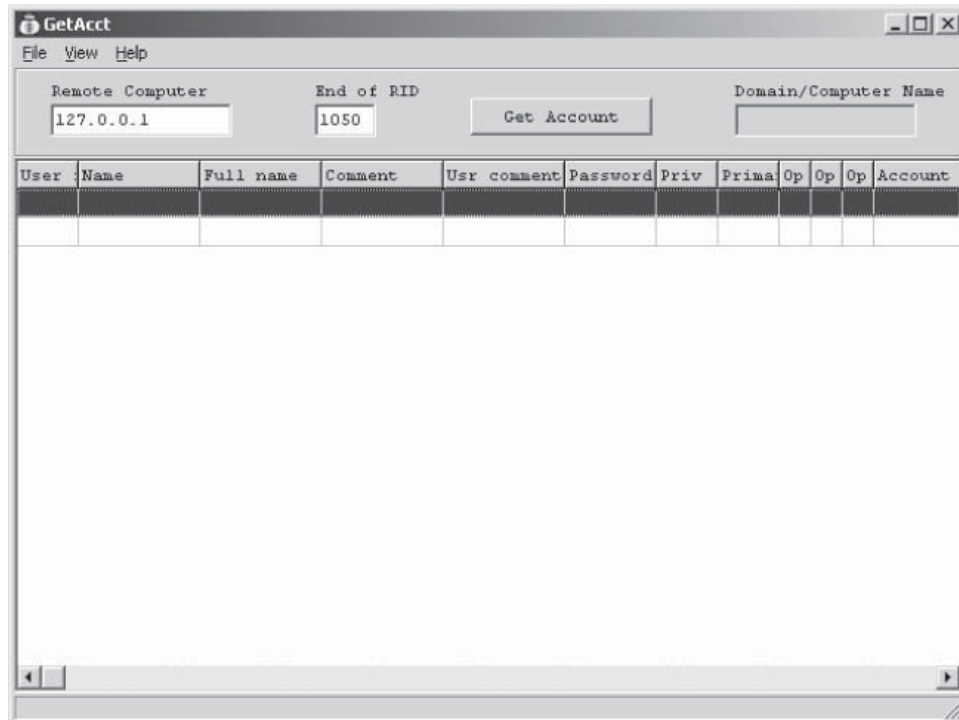 GetAcct
File View Help
Remote Computer End of RID Domain/Computer Name
127.0.0.1 1050 Get Account
User Name Full name Comment Usr comment Password Priv Prima Op Op Op Account